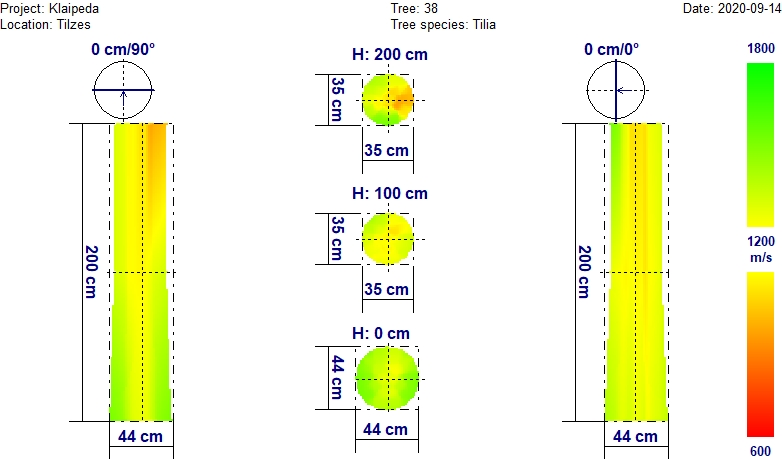 Project: Klaipeda
Tree: 38
Date: 2020-09-14
Location: Tilzes
Tree species: Tilia
0 cm/90°
H: 200 cm
0 cm/0°
1800
35 cm
35 cm
H: 100 cm
35 cm
35 cm
200 cm
200 cm
1200
m/s
H: 0 cm
44 cm
44 cm
44 cm
44 cm
600